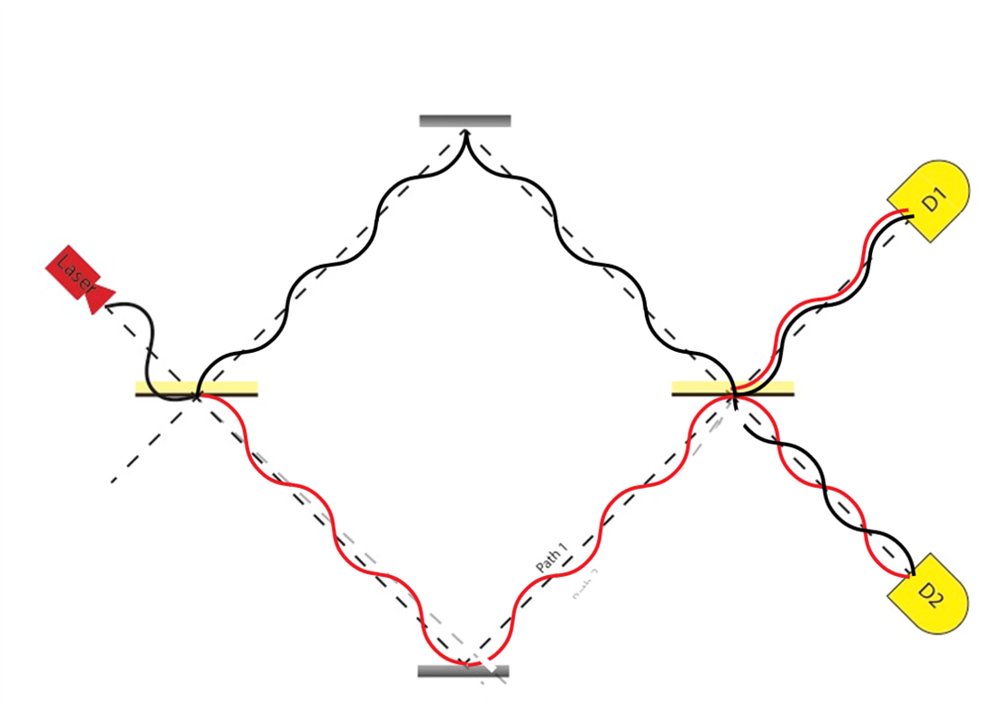 Laser
D1
Path 1
D2